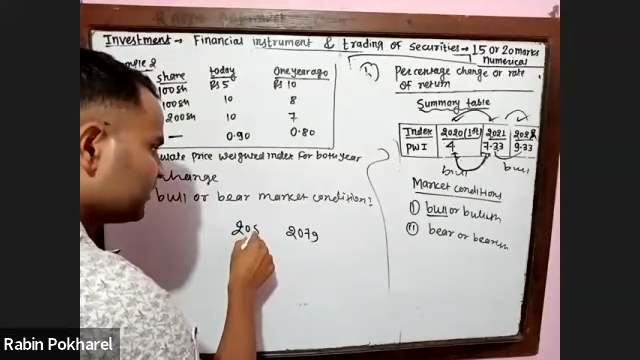 Investment → Financial instrument & trading of securities → 15 or 20 marks
Numerical
share today One year ago
100sh Rs 5 Rs 10
100sh 10 8
200sh 10 7
— 0.90 0.80
price weighted index for both year
change
bull or bear market condition?
205 2079
Percentage change or rate
of return
Summary table
Index 2020(1st) 2021 2022
PWI 4 7.33 9.33
bull bull
Market conditions
(i) bull or bullish
(ii) bear or bearish
Rabin Pokharel